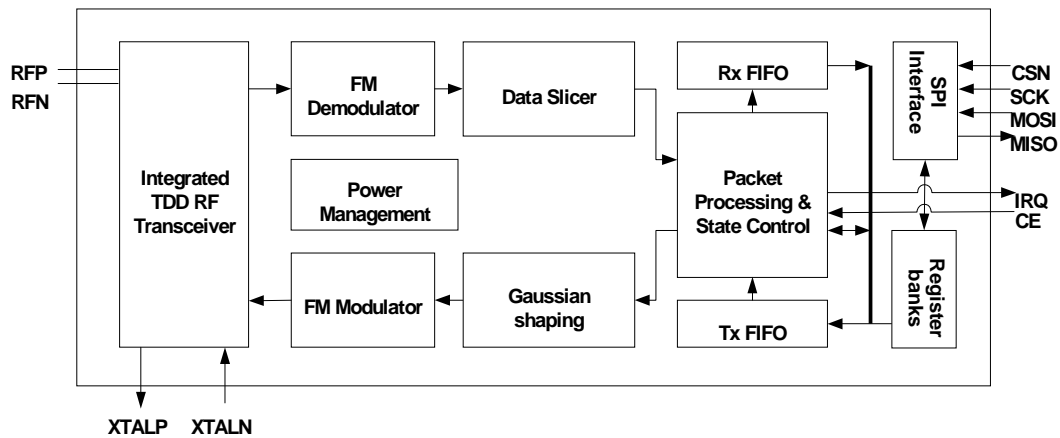 RFP
RFN
Integrated
TDD RF
Transceiver
FM
Demodulator
Data Slicer
Power
Management
FM Modulator
Gaussian
shaping
Rx FIFO
Packet
Processing &
State Control
Tx FIFO
SPI
Interface
Register
banks
CSN
SCK
MOSI
MISO
IRQ
CE
XTALP
XTALN